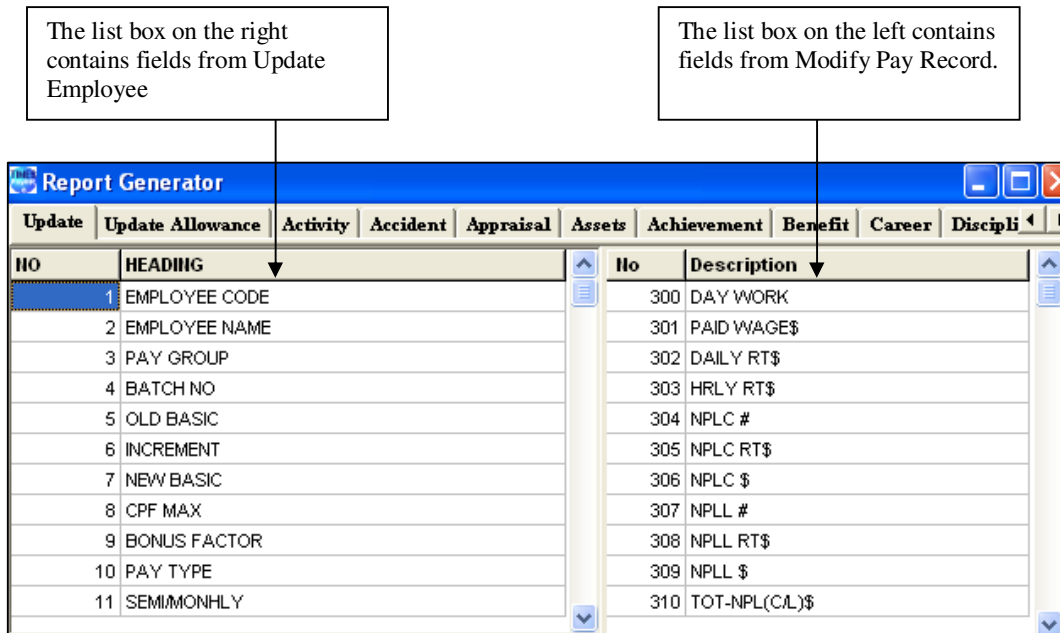 The list box on the right
contains fields from Update
Employee
The list box on the left contains
fields from Modify Pay Record.
Report Generator
Update Update Allowance Activity Accident Appraisal Assets Achievement Benefit Career Discipli
NO HEADING No Description
1 EMPLOYEE CODE 300 DAY WORK
2 EMPLOYEE NAME 301 PAID WAGE$
3 PAY GROUP 302 DAILY RT$
4 BATCH NO 303 HRLY RT$
5 OLD BASIC 304 NPLC #
6 INCREMENT 305 NPLC RT$
7 NEW BASIC 306 NPLC $
8 CPF MAX 307 NPLL #
9 BONUS FACTOR 308 NPLL RT$
10 PAY TYPE 309 NPLL $
11 SEMI/MONHLY 310 TOT-NPL(C/L)$